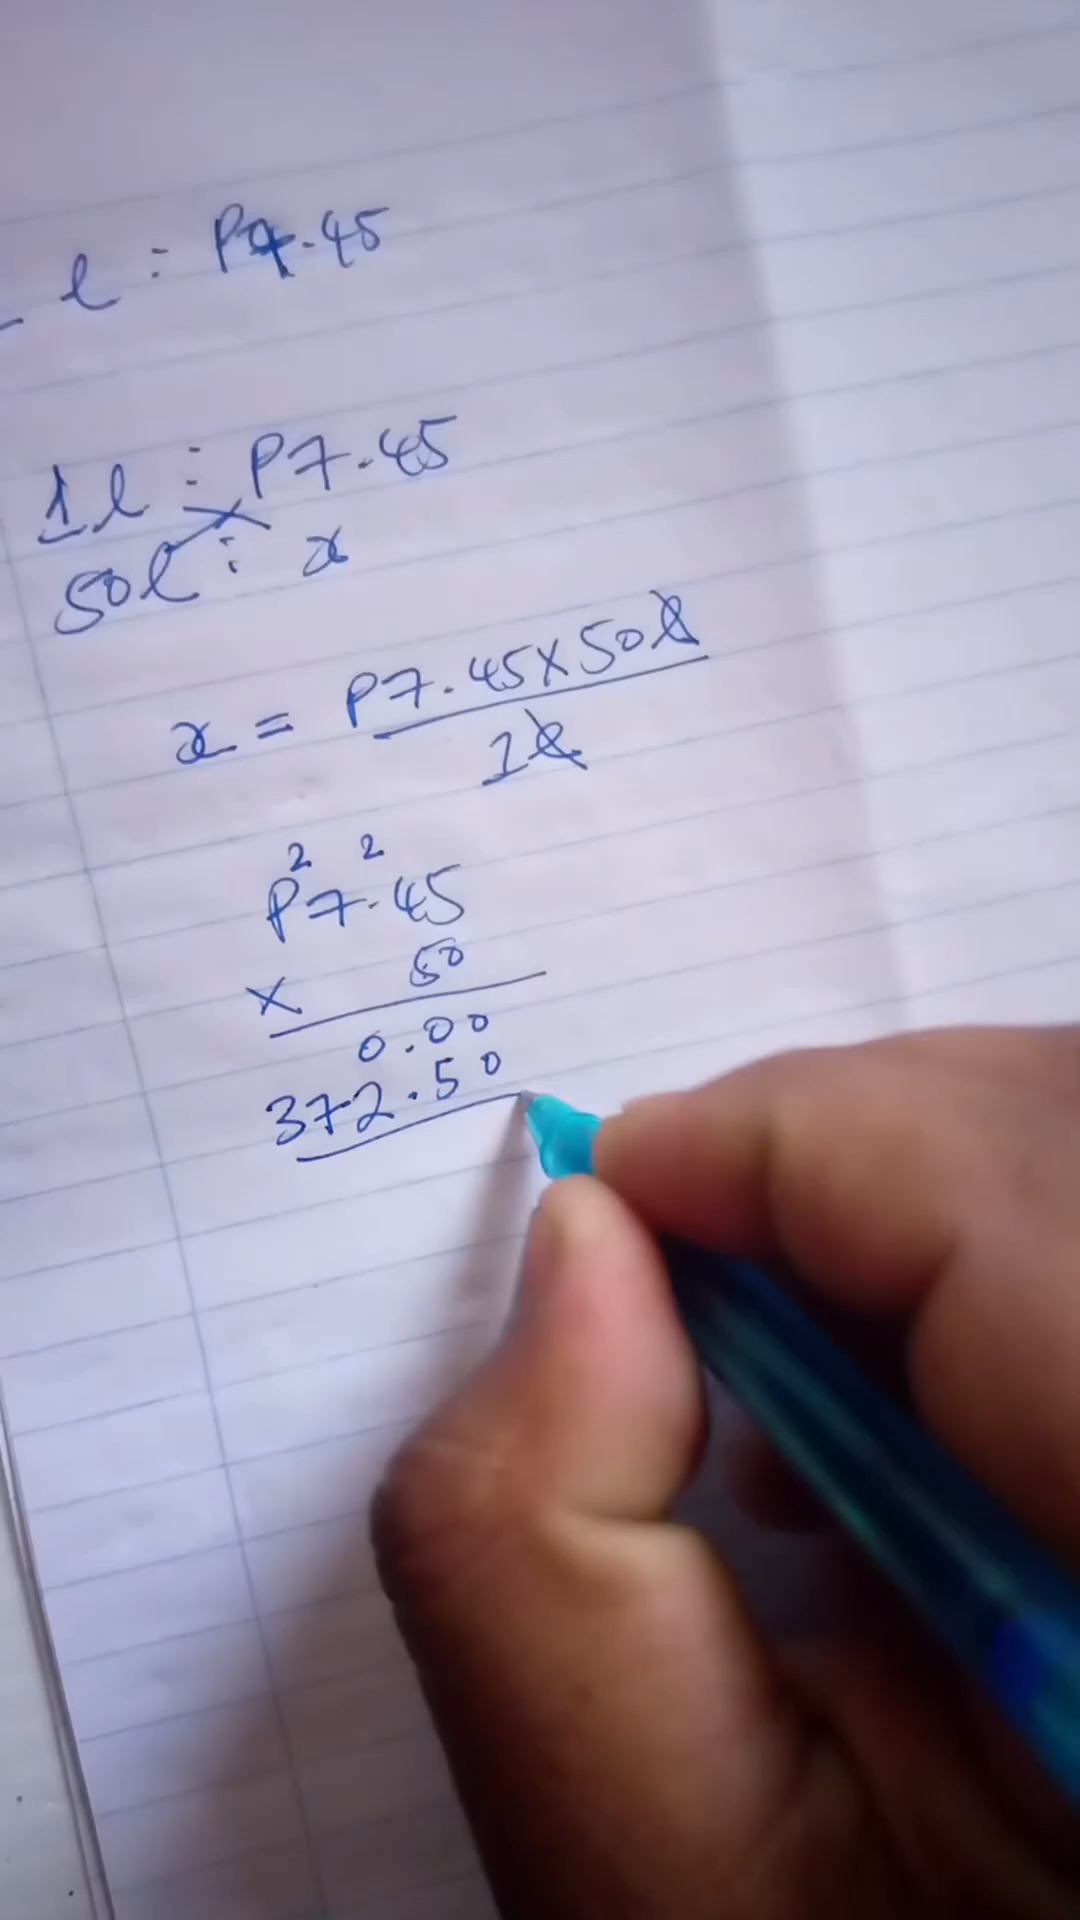 l : P7.45
1l : P7.45
50l : x
x = P7.45 x 50l
1l
2 2
P7.45
x 50
0.00
372.50